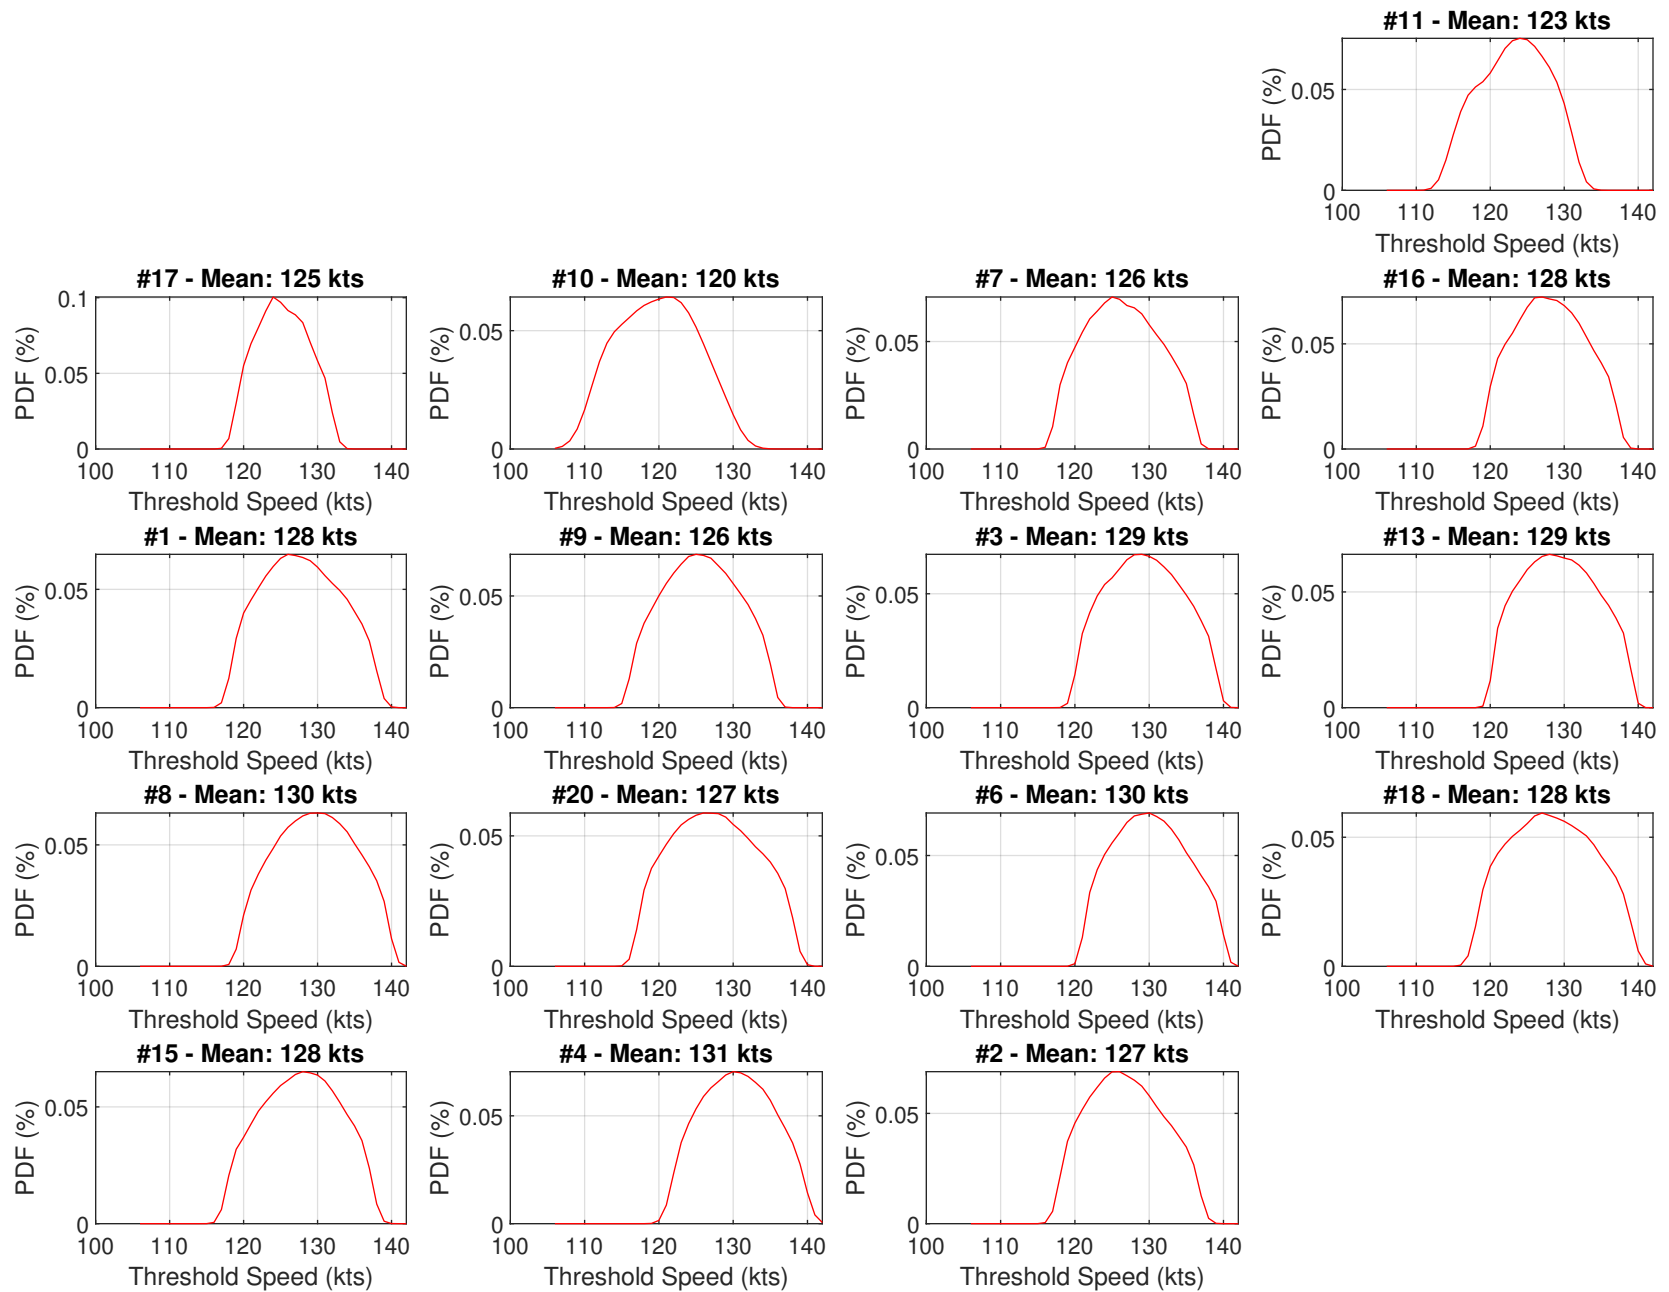 #11 - Mean: 123 kts
PDF (%)
0.05
0
100 110 120 130 140
Threshold Speed (kts)
#17 - Mean: 125 kts
PDF (%)
0.1
0.05
0
100 110 120 130 140
Threshold Speed (kts)
#10 - Mean: 120 kts
PDF (%)
0.05
0
100 110 120 130 140
Threshold Speed (kts)
#7 - Mean: 126 kts
PDF (%)
0.05
0
100 110 120 130 140
Threshold Speed (kts)
#16 - Mean: 128 kts
PDF (%)
0.05
0
100 110 120 130 140
Threshold Speed (kts)
#1 - Mean: 128 kts
PDF (%)
0.05
0
100 110 120 130 140
Threshold Speed (kts)
#9 - Mean: 126 kts
PDF (%)
0.05
0
100 110 120 130 140
Threshold Speed (kts)
#3 - Mean: 129 kts
PDF (%)
0.05
0
100 110 120 130 140
Threshold Speed (kts)
#13 - Mean: 129 kts
PDF (%)
0.05
0
100 110 120 130 140
Threshold Speed (kts)
#8 - Mean: 130 kts
PDF (%)
0.05
0
100 110 120 130 140
Threshold Speed (kts)
#20 - Mean: 127 kts
PDF (%)
0.05
0
100 110 120 130 140
Threshold Speed (kts)
#6 - Mean: 130 kts
PDF (%)
0.05
0
100 110 120 130 140
Threshold Speed (kts)
#18 - Mean: 128 kts
PDF (%)
0.05
0
100 110 120 130 140
Threshold Speed (kts)
#15 - Mean: 128 kts
PDF (%)
0.05
0
100 110 120 130 140
Threshold Speed (kts)
#4 - Mean: 131 kts
PDF (%)
0.05
0
100 110 120 130 140
Threshold Speed (kts)
#2 - Mean: 127 kts
PDF (%)
0.05
0
100 110 120 130 140
Threshold Speed (kts)